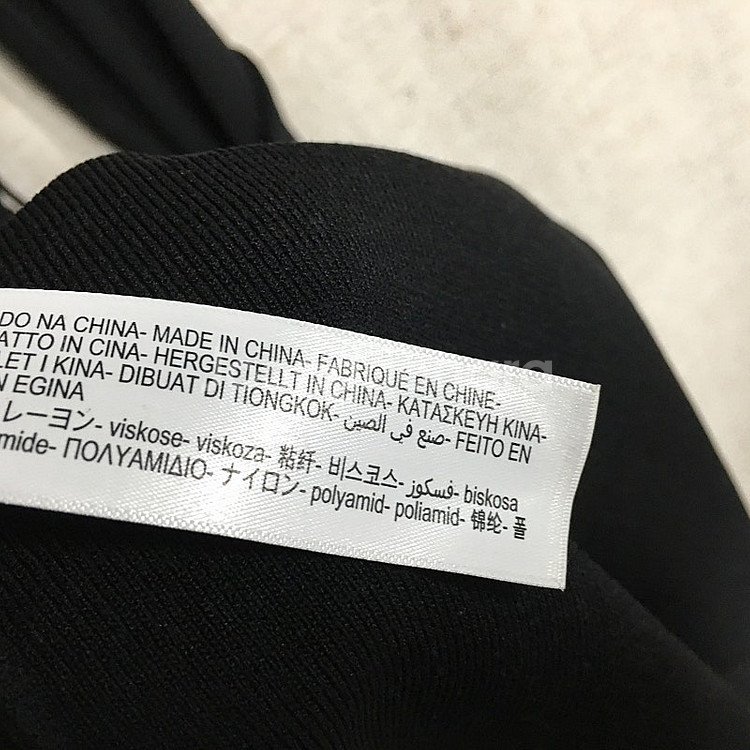 DO NA CHINA- MADE IN CHINA- FABRIQUÉ EN CHINE-
ATTO IN CINA- HERGESTELLT IN CHINA- ΚΑΤΑΣΚΕΥΗ ΚΙΝΑ-
LET I KINA- DIBUAT DI TIONGKOK- صنع في الصين- FEITO EN
N EGINA
レーヨン- viskose- viskoza- 粘纤- 비스코스- فسكوز- biskosa
mide- ΠΟΛΥΑΜΙΔΙΟ- ナイロン- polyamid- poliamid- 锦纶- 폴